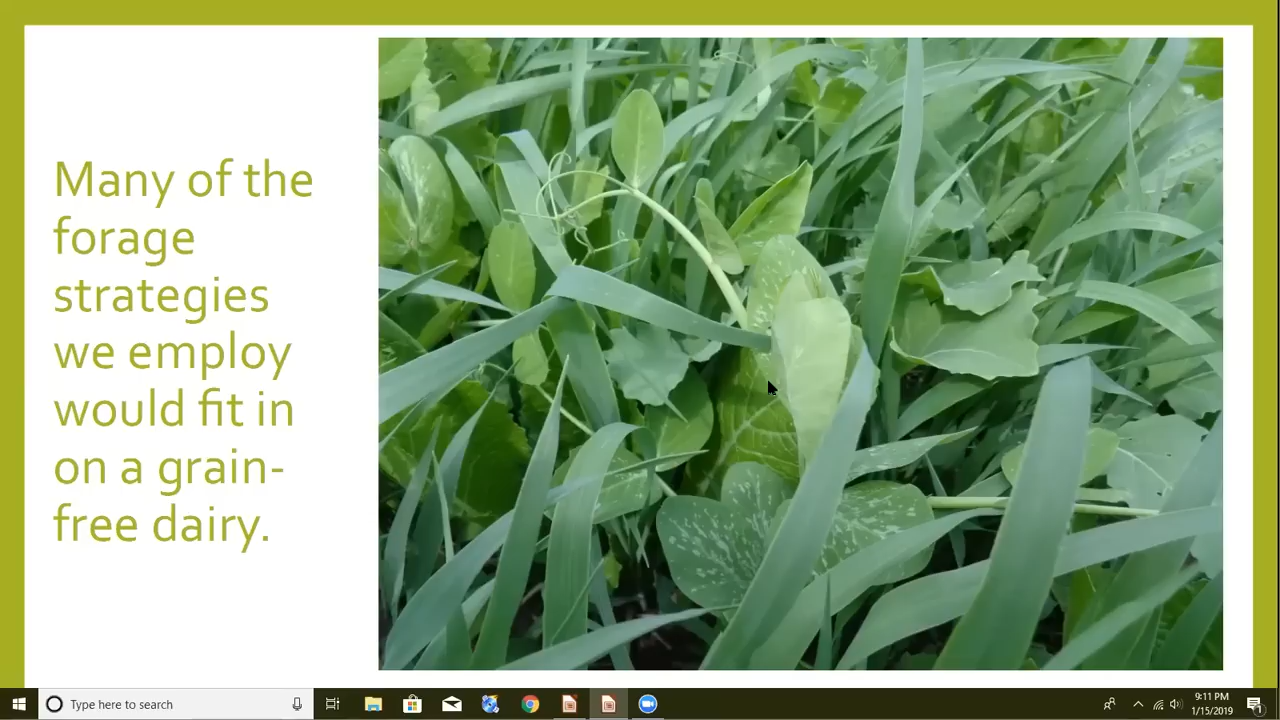 Many of the
forage
strategies
we employ
would fit in
on a grain-
free dairy.
Type here to search
9:11 PM
1/15/2019
1